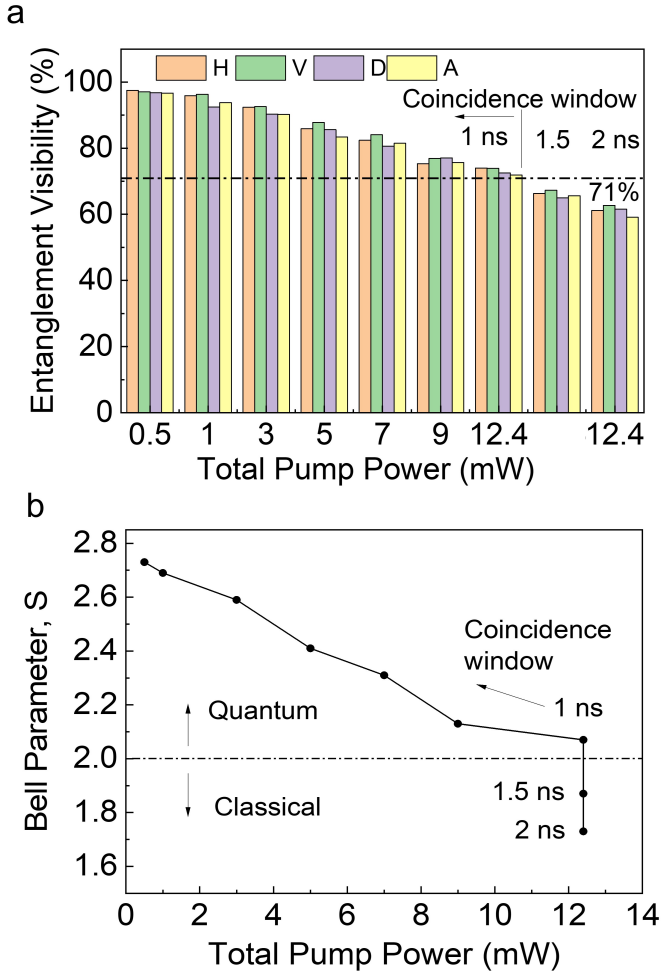 a
Entanglement Visibility (%)
100
80
60
40
20
0
H V D A
Coincidence window
1 ns 1.5 2 ns
71%
0.5 1 3 5 7 9 12.4 12.4
Total Pump Power (mW)
b
Bell Parameter, S
2.8
2.6
2.4
2.2
2.0
1.8
1.6
Coincidence
window
1 ns
Quantum
Classical
1.5 ns
2 ns
0 2 4 6 8 10 12 14
Total Pump Power (mW)